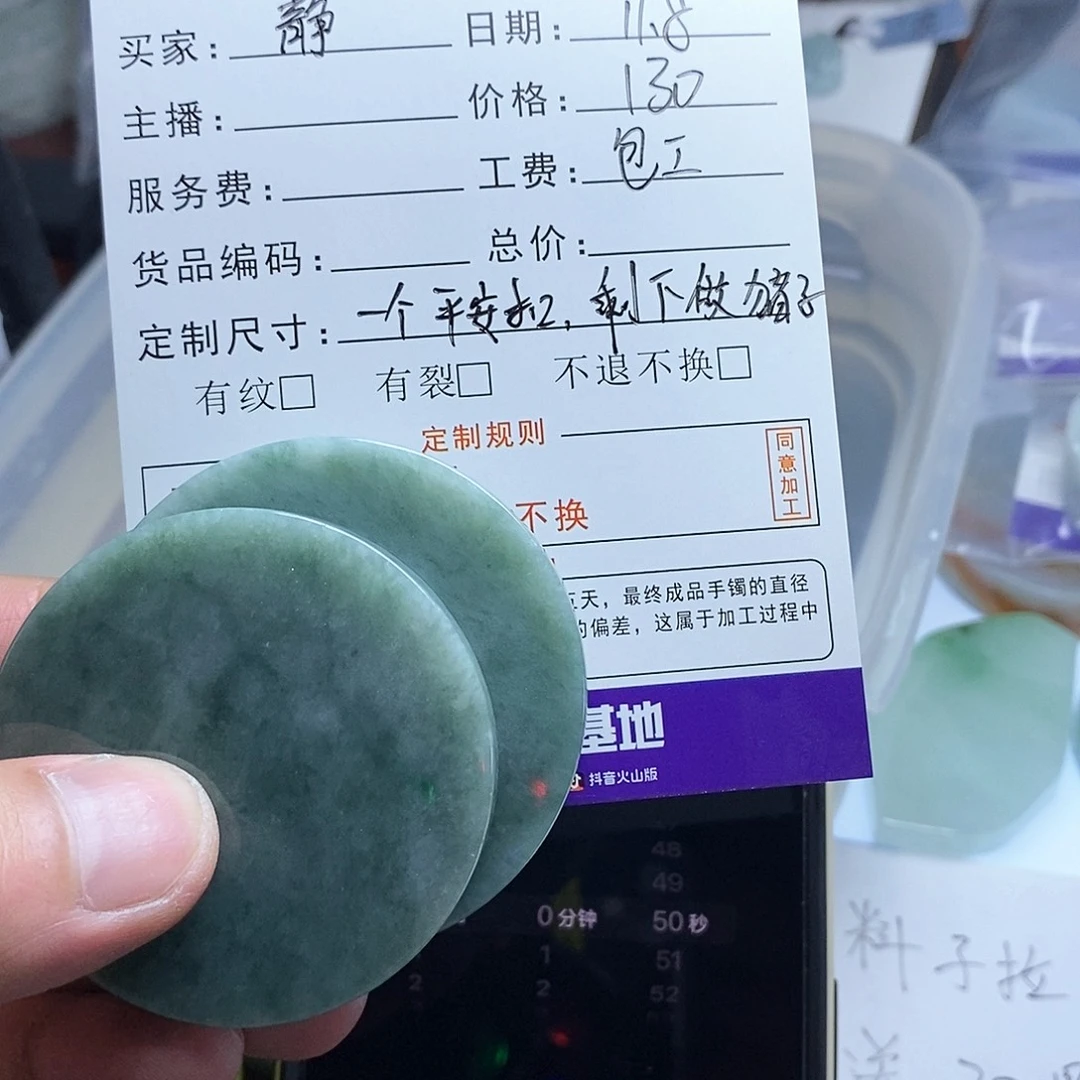 买家： 静 日期： 11.8
主播： 价格： 130
服务费： 工费： 包工
货品编码： 总价：
定制尺寸： 一个平安扣，剩下做
有纹□ 有裂□ 不退不换□
定制规则
同意加工
不换
天，最终成品手镯的直径
的偏差，这属于加工过程中
基地
抖音火山版
48
49
0分钟 50秒
1 51
2 2 52
料子拉
送